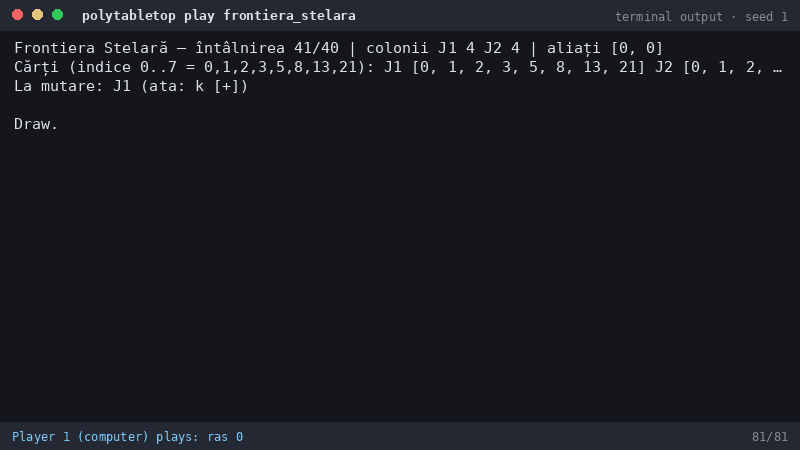 polytabletop play frontiera_stelara
terminal output · seed 1
Frontiera Stelară — întâlnirea 41/40 | colonii J1 4 J2 4 | aliați [0, 0]
Cărți (indice 0..7 = 0,1,2,3,5,8,13,21): J1 [0, 1, 2, 3, 5, 8, 13, 21] J2 [0, 1, 2, …
La mutare: J1 (ata: k [+])
Draw.
Player 1 (computer) plays: ras 0
81/81